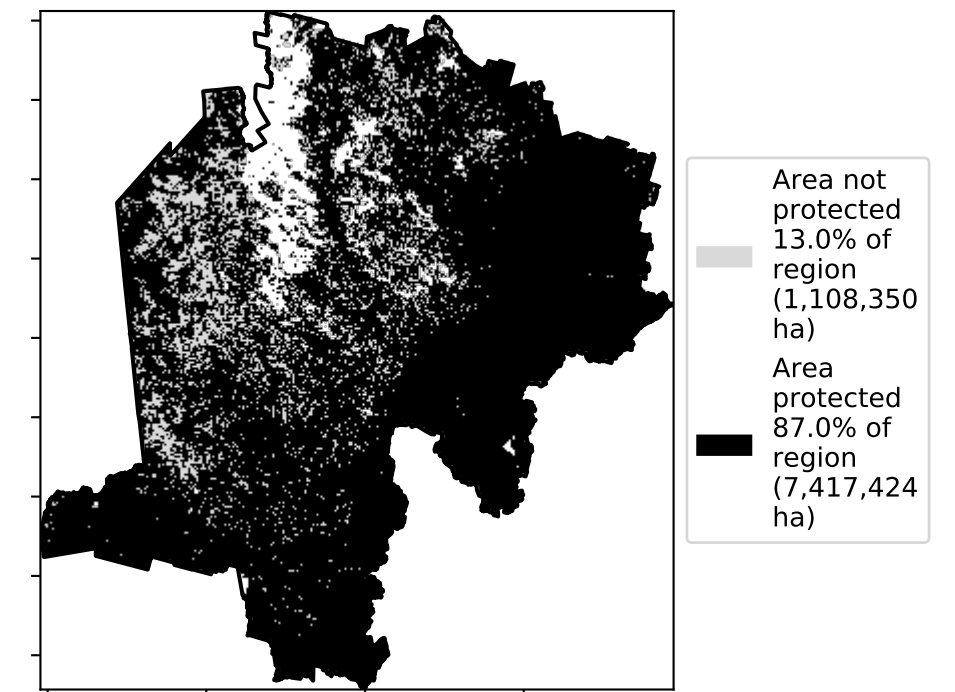 Area not
protected
13.0% of
region
(1,108,350
ha)
Area
protected
87.0% of
region
(7,417,424
ha)